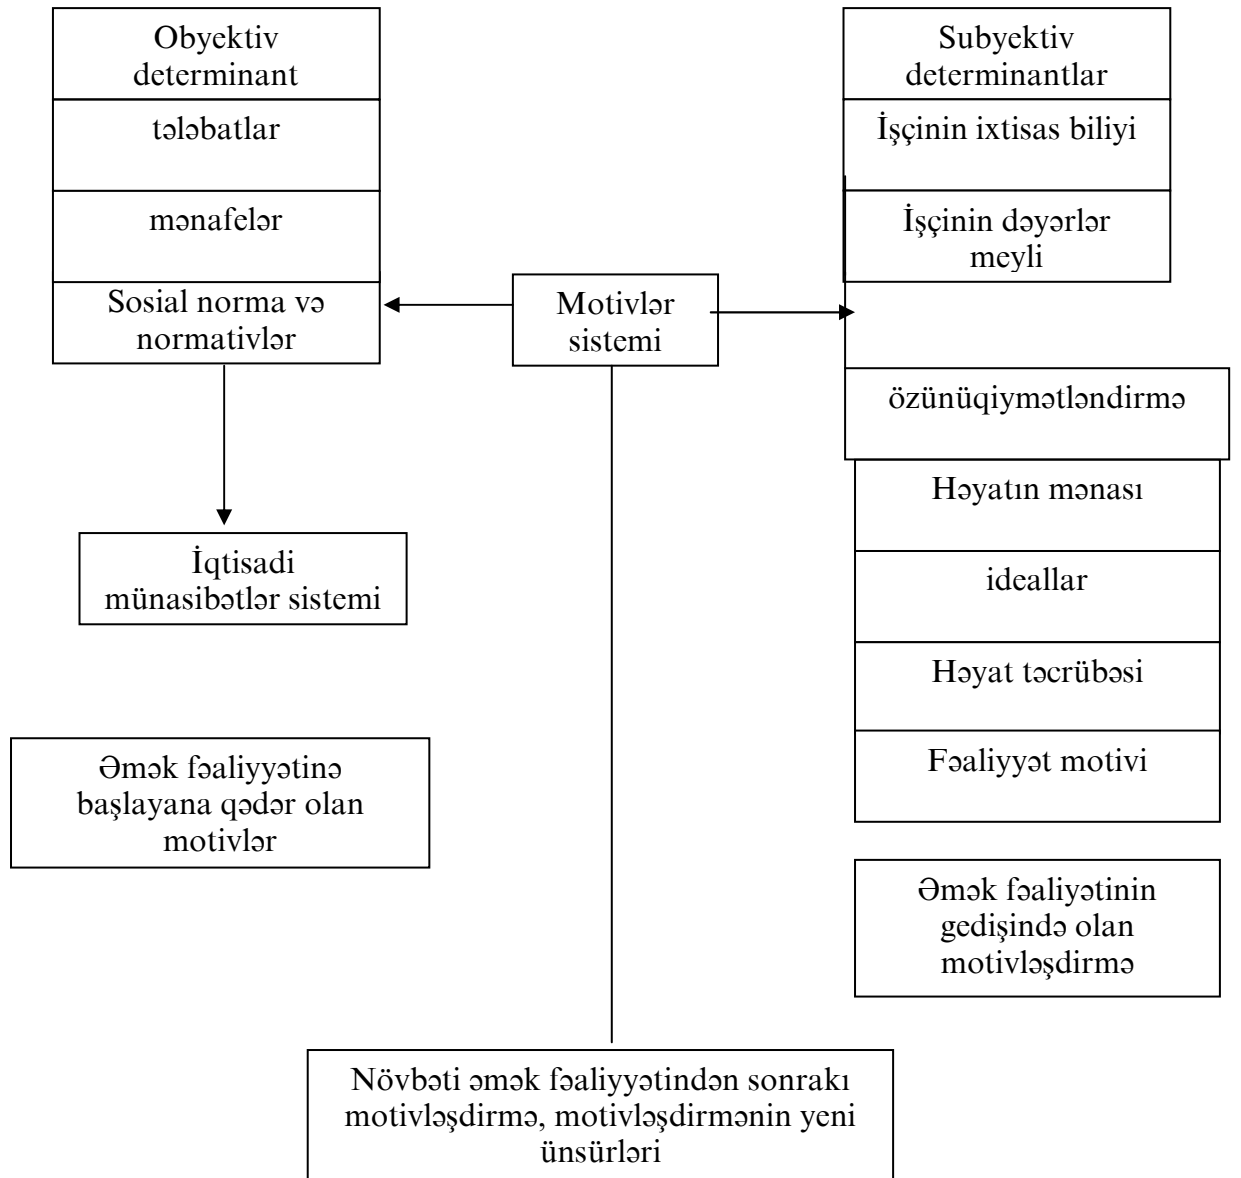 Obyektiv
determinant
tələbatlar
mənafelər
Sosial norma və
normativlər
Motivlər
sistemi
Subyektiv
determinantlar
İşçinin ixtisas biliyi
İşçinin dəyərlər
meyli
özünüqiymətləndirmə
Həyatın mənası
ideallar
Həyat təcrübəsi
Fəaliyyət motivi
İqtisadi
münasibətlər sistemi
Əmək fəaliyyətinə
başlayana qədər olan
motivlər
Əmək fəaliyətinin
gedişində olan
motivləşdirmə
Növbəti əmək fəaliyyətindən sonrakı
motivləşdirmə, motivləşdirmənin yeni
ünsürləri